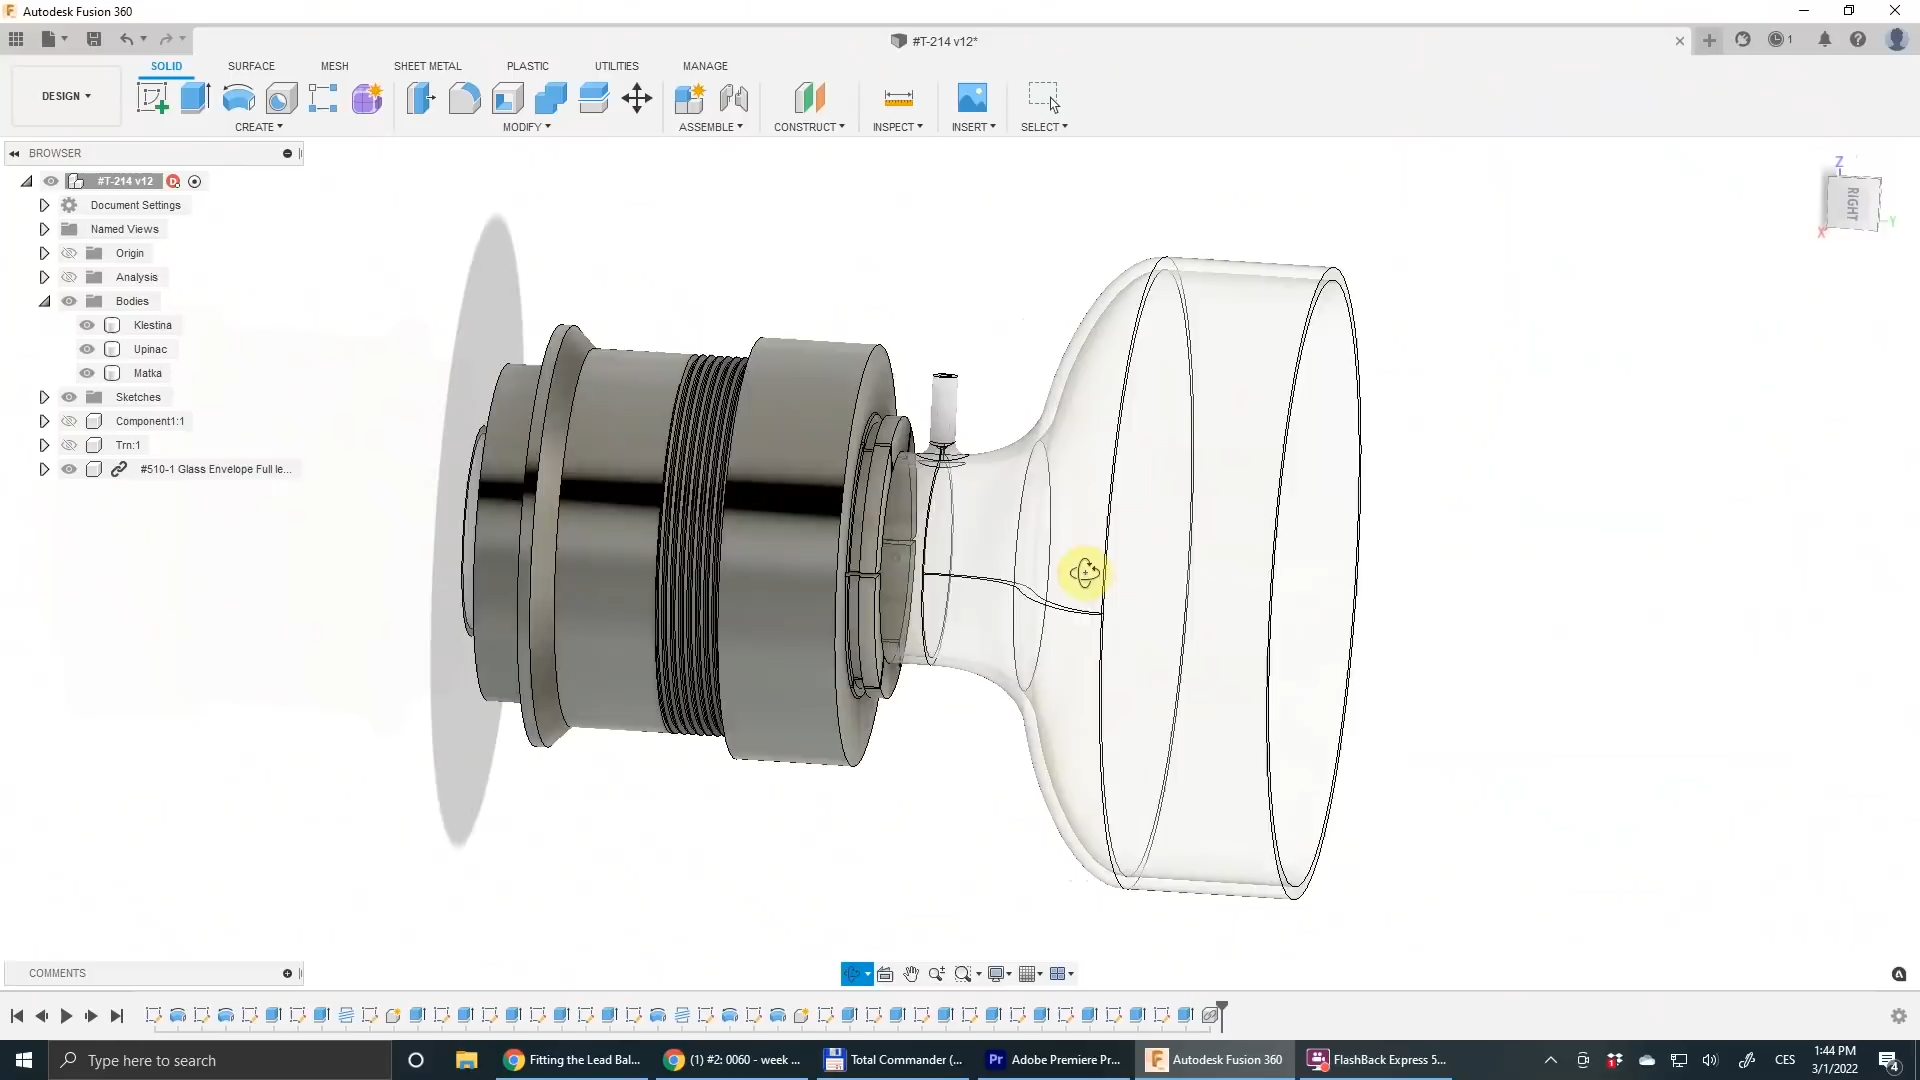 Autodesk Fusion 360
#T-214 v12*
1
DESIGN
SOLID SURFACE MESH SHEET METAL PLASTIC UTILITIES MANAGE
CREATE MODIFY ASSEMBLE CONSTRUCT INSPECT INSERT SELECT
BROWSER
#T-214 v12
Document Settings
Named Views
Origin
Analysis
Bodies
Klestina
Upinac
Matka
Sketches
Component1:1
Trn:1
#510-1 Glass Envelope Full le...
Z
RIGHT
Y
X
COMMENTS
Type here to search
Fitting the Lead Bal...
(1) #2: 0060 - week ...
Total Commander (...
Adobe Premiere Pr...
Autodesk Fusion 360
FlashBack Express 5...
CES
1:44 PM
3/1/2022
4